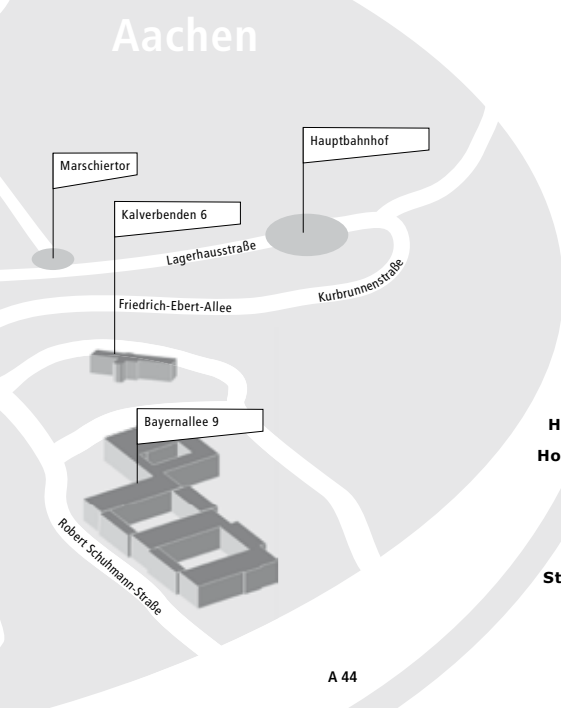 Aachen
Hauptbahnhof
Marschiertor
Kalverbenden 6
Lagerhausstraße
Kurbrunnenstraße
Friedrich-Ebert-Allee
Bayernallee 9
H
Ho
Robert Schuhmann-Straße
St
A 44